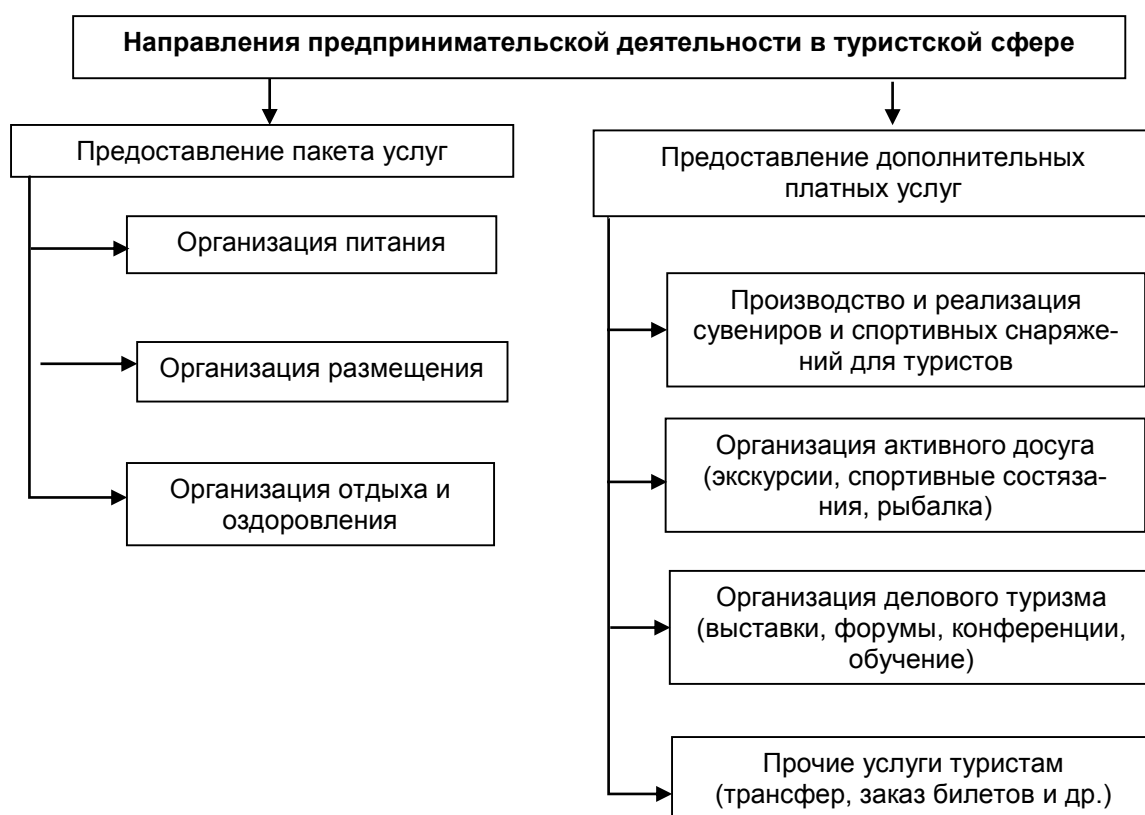 Направления предпринимательской деятельности в туристской сфере
Предоставление пакета услуг
Организация питания
Организация размещения
Организация отдыха и
оздоровления
Предоставление дополнительных
платных услуг
Производство и реализация
сувениров и спортивных снаряже-
ний для туристов
Организация активного досуга
(экскурсии, спортивные состяза-
ния, рыбалка)
Организация делового туризма
(выставки, форумы, конференции,
обучение)
Прочие услуги туристам
(трансфер, заказ билетов и др.)